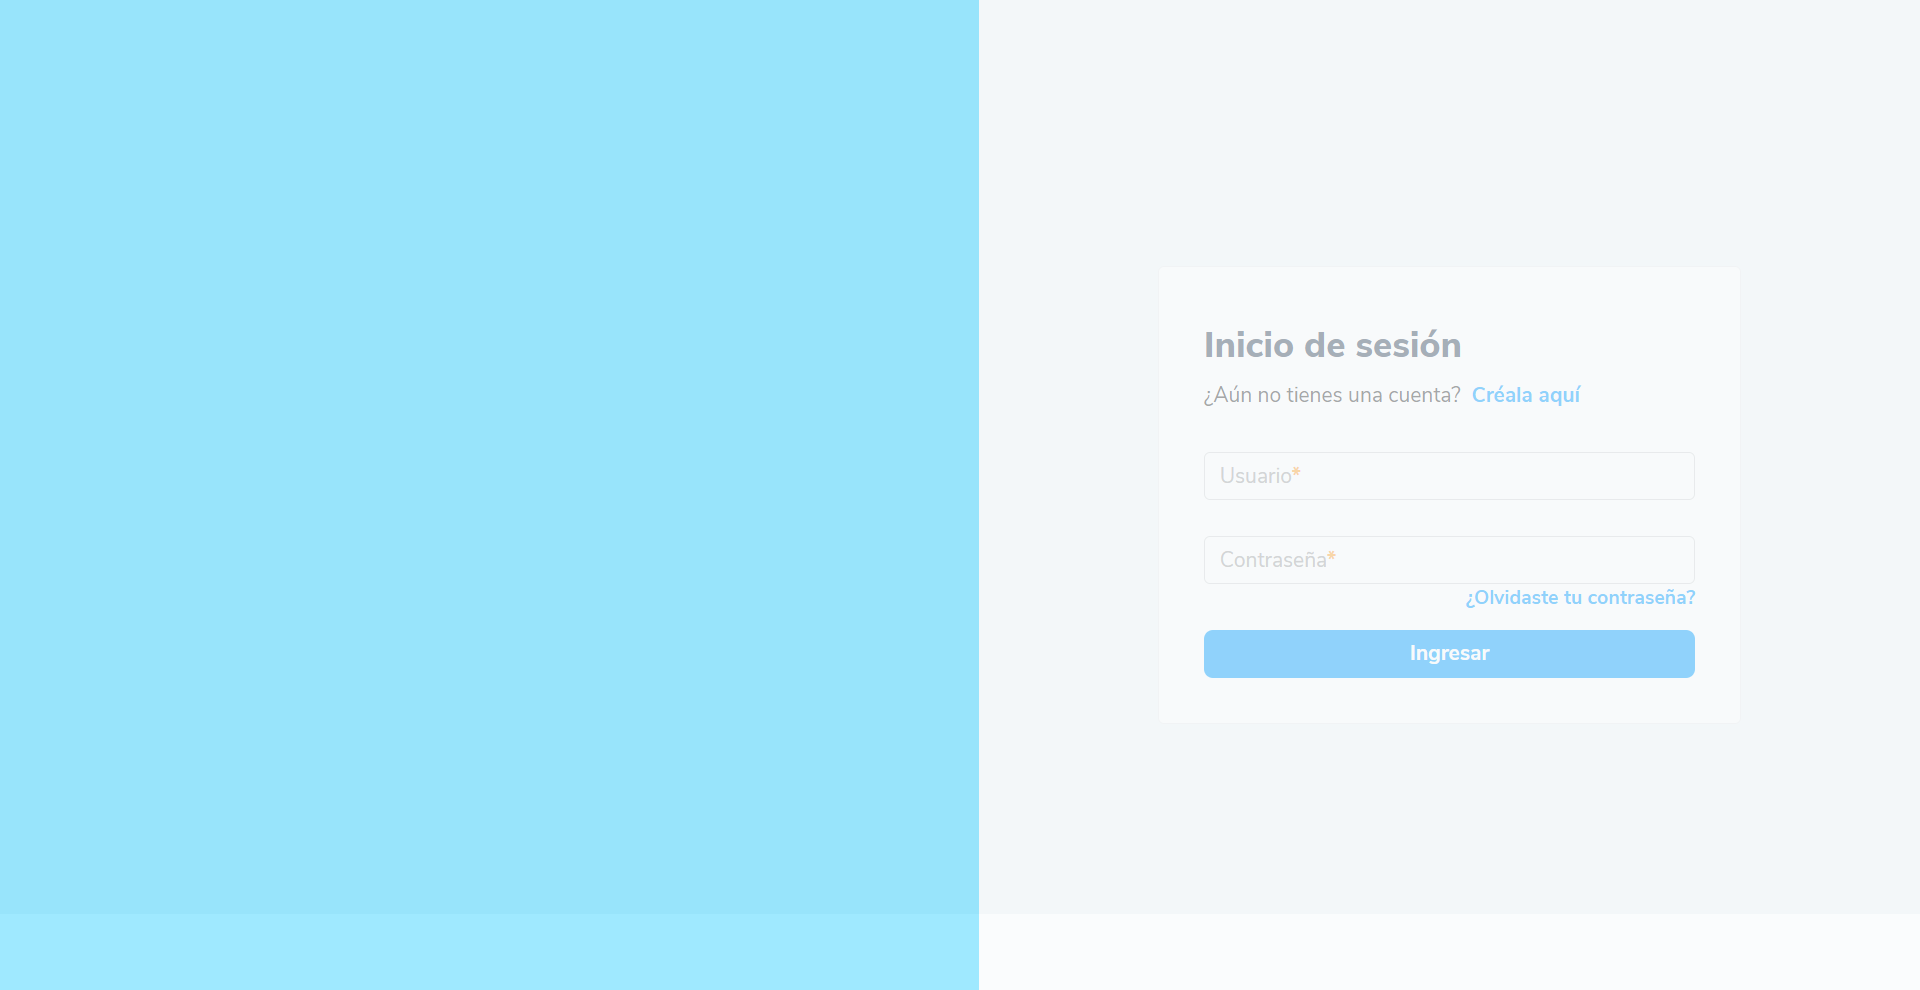 Inicio de sesión
¿Aún no tienes una cuenta? Créala aquí
Usuario*
Contraseña*
¿Olvidaste tu contraseña?
Ingresar